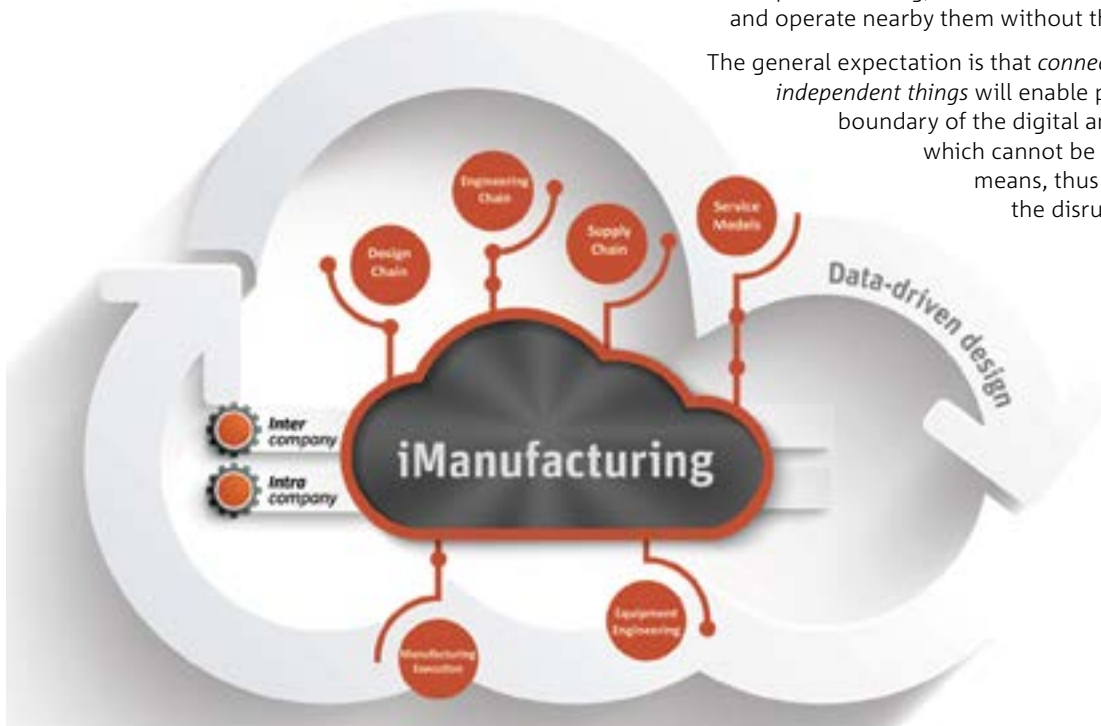 and operate nearby them without th
The general expectation is that connec
independent things will enable p
boundary of the digital
which cannot be
means, thus
the disru
Engineering
Chain
Service
Models
Supply
Chain
Design
Chain
Data-driven design
Inter
company
iManufacturing
Intra
company
Equipment
Engineering
Manufacturing
Execution